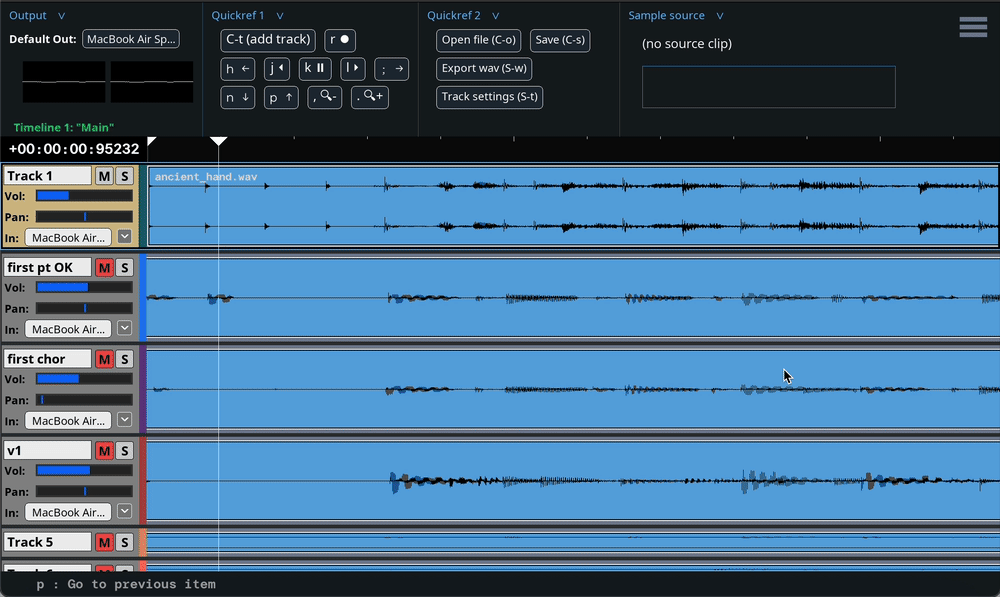 Output v
Default Out: MacBook Air Sp...
Timeline 1: "Main"
Quickref 1 v
C-t (add track) r
h ← j k l ; →
n ↓ p ↑ , - . +
Quickref 2 v
Open file (C-o) Save (C-s)
Export wav (S-w)
Track settings (S-t)
Sample source v
(no source clip)
+00:00:00:95232
Track 1 M S
Vol:
Pan:
In: MacBook Air...
ancient_hand.wav
first pt OK M S
Vol:
Pan:
In: MacBook Air...
first chor M S
Vol:
Pan:
In: MacBook Air...
v1 M S
Vol:
Pan:
In: MacBook Air...
Track 5 M S
p : Go to previous item